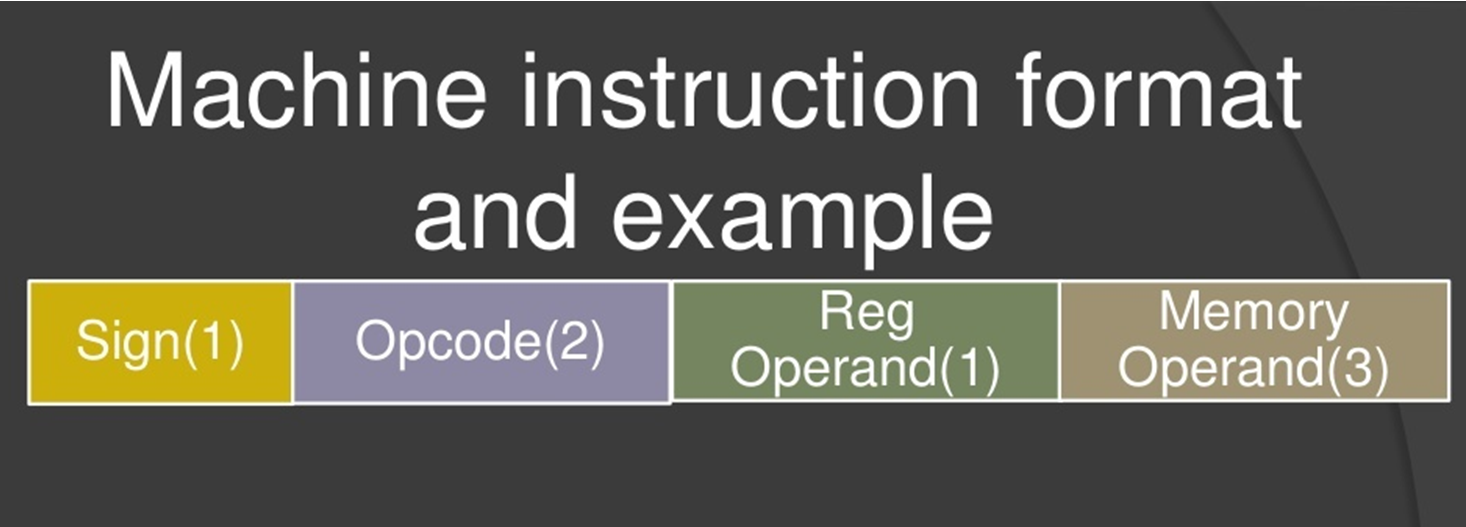 Machine instruction format
and example
Sign(1)
Opcode(2)
Reg
Operand(1)
Memory
Operand(3)